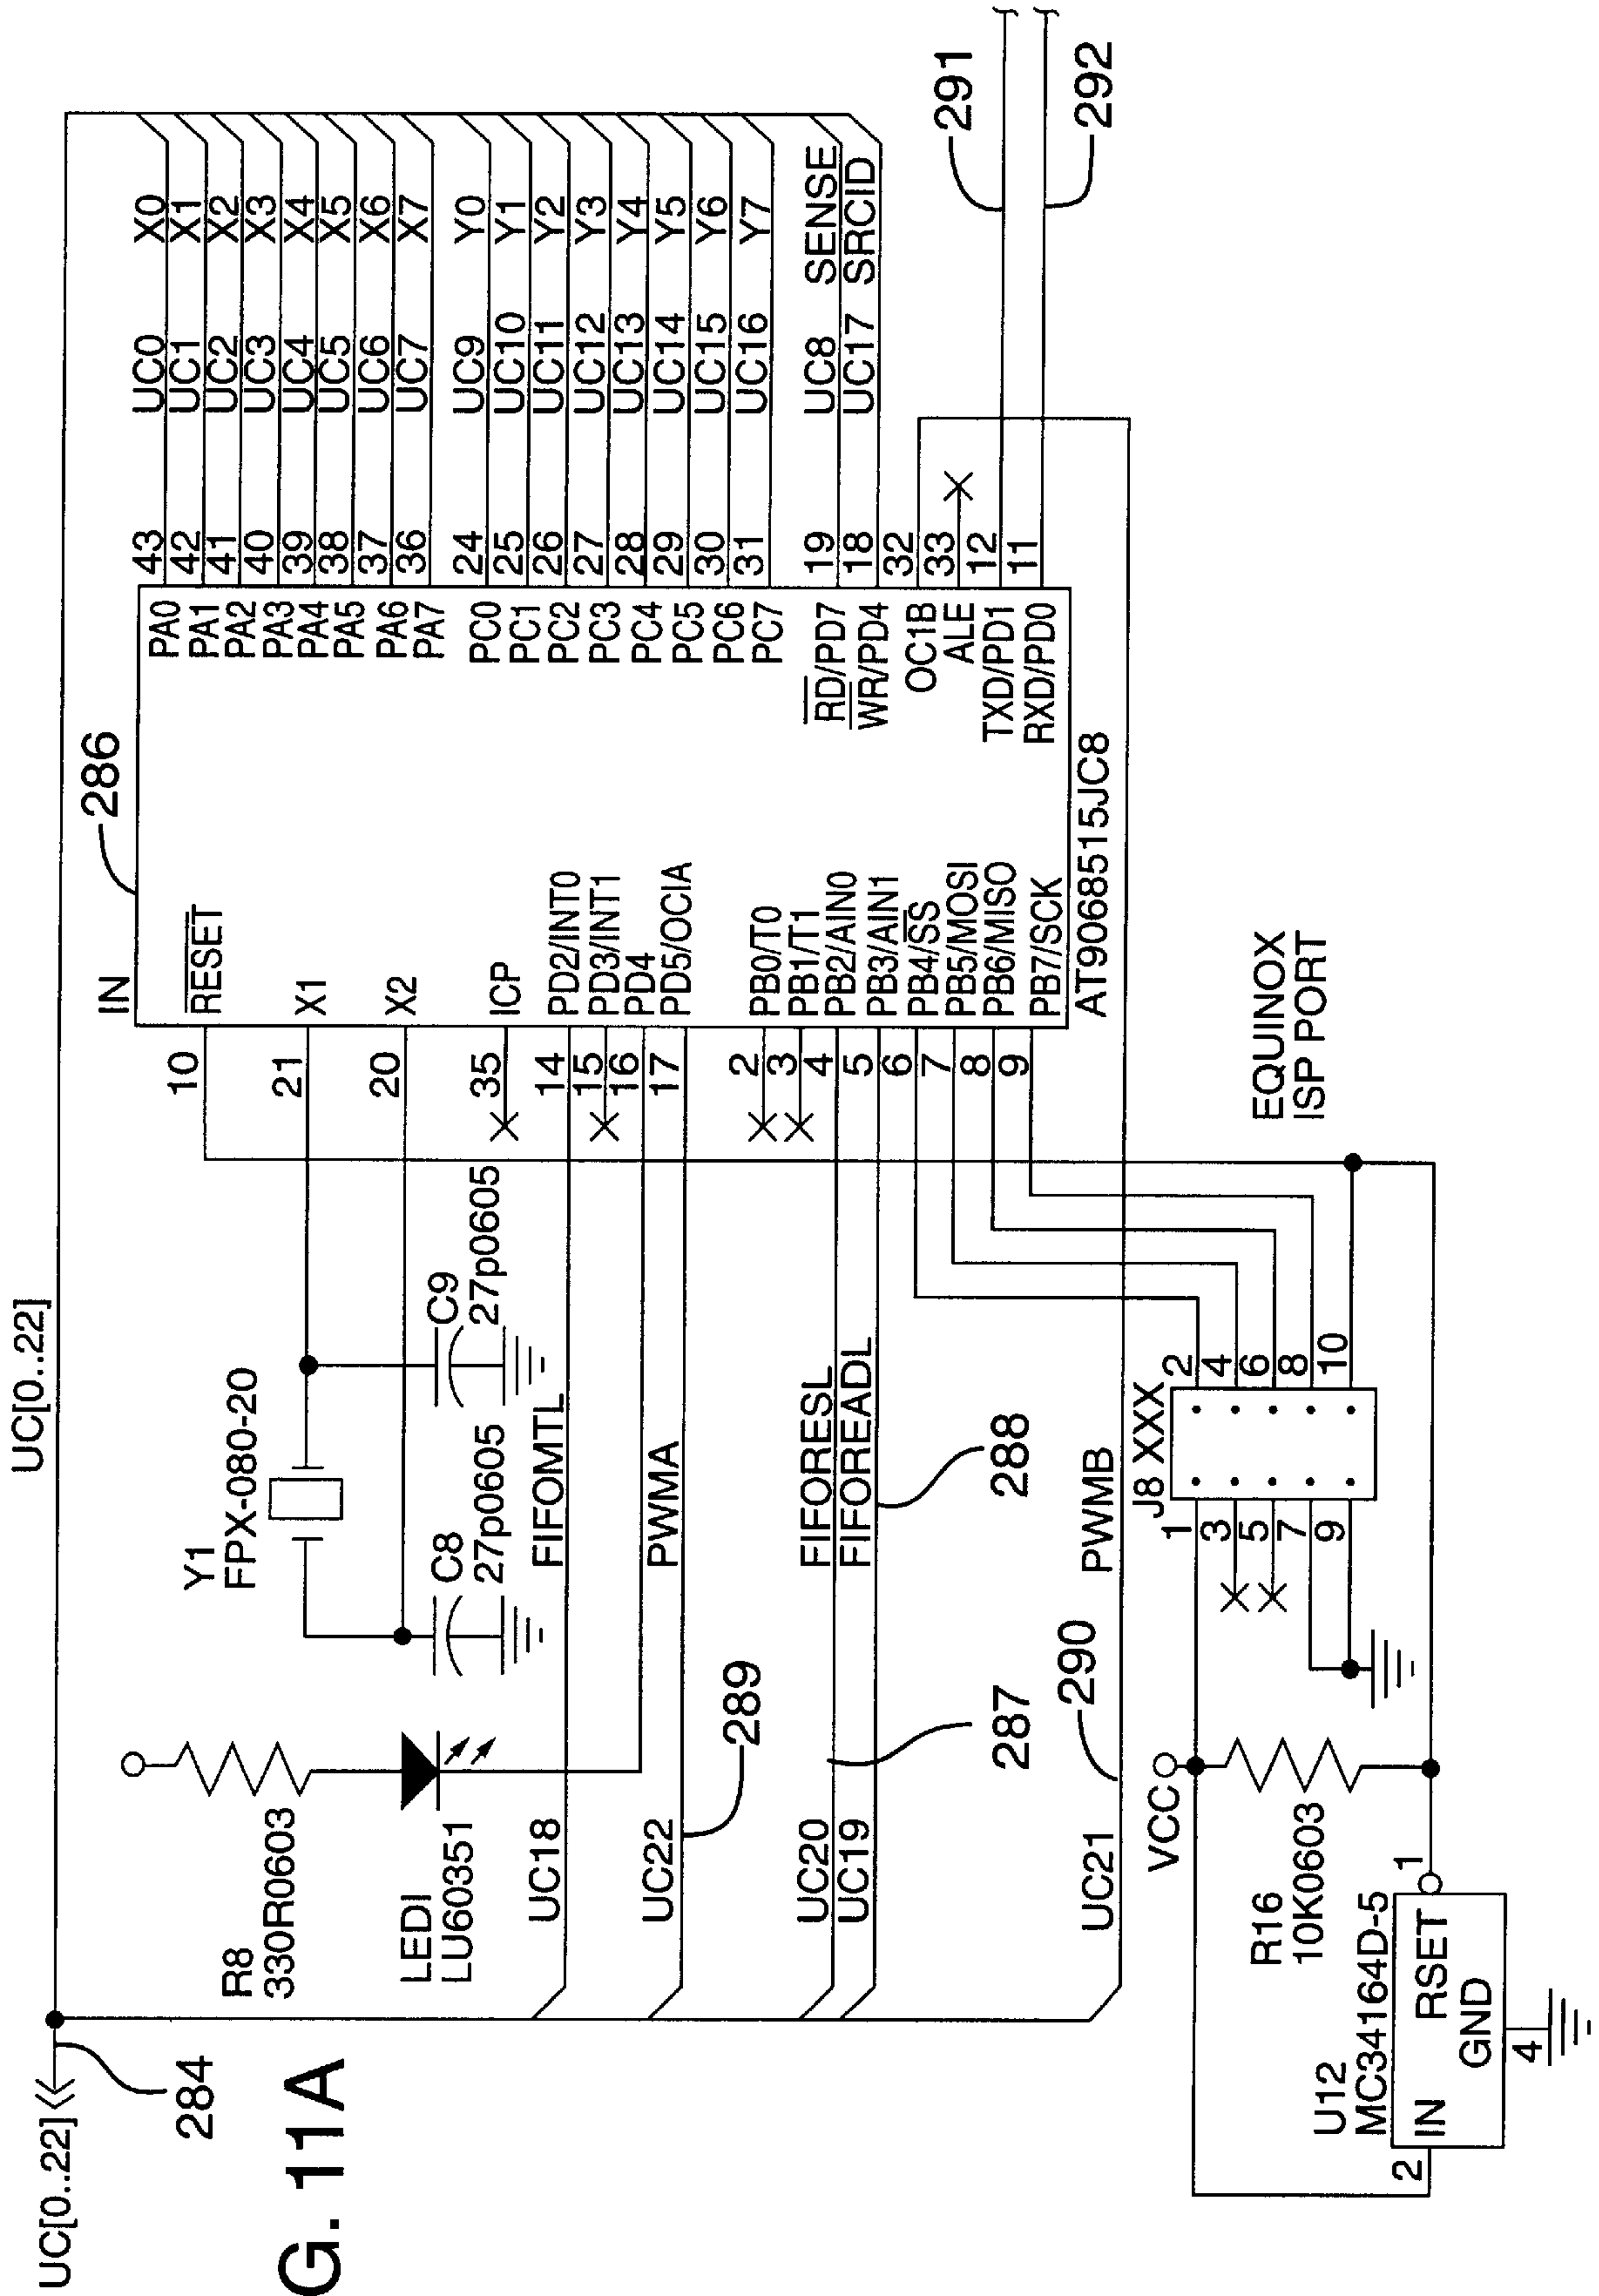 UC[0..22]
UC[0..22]
284
G. 11A
R8
330R0603
LEDI
LU60351
Y1
FPX-080-20
C8
27p0605
C9
27p0605
UC18
FIFOMTL
UC22
PWMA
289
UC20
FIFORESL
UC19
FIFOREADL
287
288
UC21
290
PWMB
286
IN
10
RESET
21
X1
20
X2
35
ICP
14
PD2/INT0
15
PD3/INT1
16
PD4
17
PD5/OCIA
2
PB0/T0
3
PB1/T1
4
PB2/AIN0
5
PB3/AIN1
6
PB4/SS
7
PB5/MOSI
8
PB6/MISO
9
PB7/SCK
AT9068515JC8
PA0 43 UC0 X0
PA1 42 UC1 X1
PA2 41 UC2 X2
PA3 40 UC3 X3
PA4 39 UC4 X4
PA5 38 UC5 X5
PA6 37 UC6 X6
PA7 36 UC7 X7
PC0 24 UC9 Y0
PC1 25 UC10 Y1
PC2 26 UC11 Y2
PC3 27 UC12 Y3
PC4 28 UC13 Y4
PC5 29 UC14 Y5
PC6 30 UC15 Y6
PC7 31 UC16 Y7
RD/PD7 19 UC8 SENSE
WR/PD4 18 UC17 SRCID
OC1B 32
ALE 33
TXD/PD1 12
RXD/PD0 11
291
292
EQUINOX
ISP PORT
J8 XXX
1 2
3 4
5 6
7 8
9 10
VCC
R16
10K0603
U12
MC34164D-5
2 IN RSET 1
GND
4